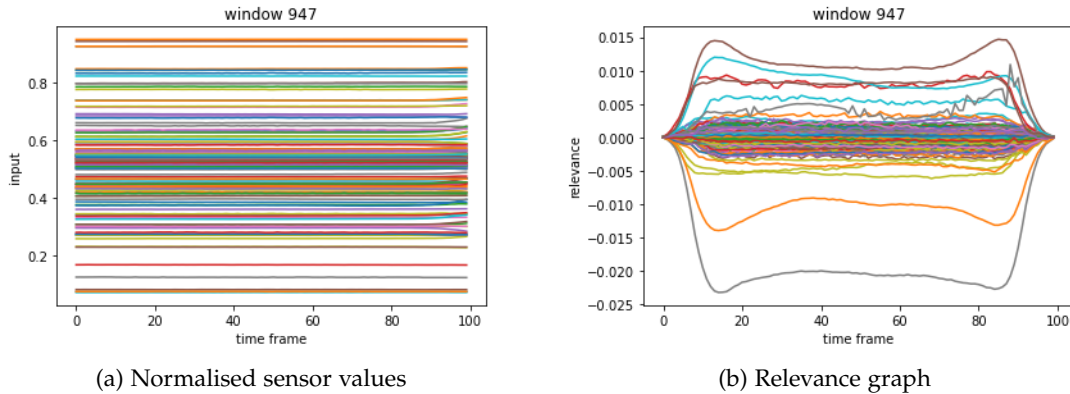 window 947
input
0.8
0.6
0.4
0.2
0 20 40 60 80 100
time frame
(a) Normalised sensor values
window 947
relevance
0.015
0.010
0.005
0.000
−0.005
−0.010
−0.015
−0.020
−0.025
0 20 40 60 80 100
time frame
(b) Relevance graph